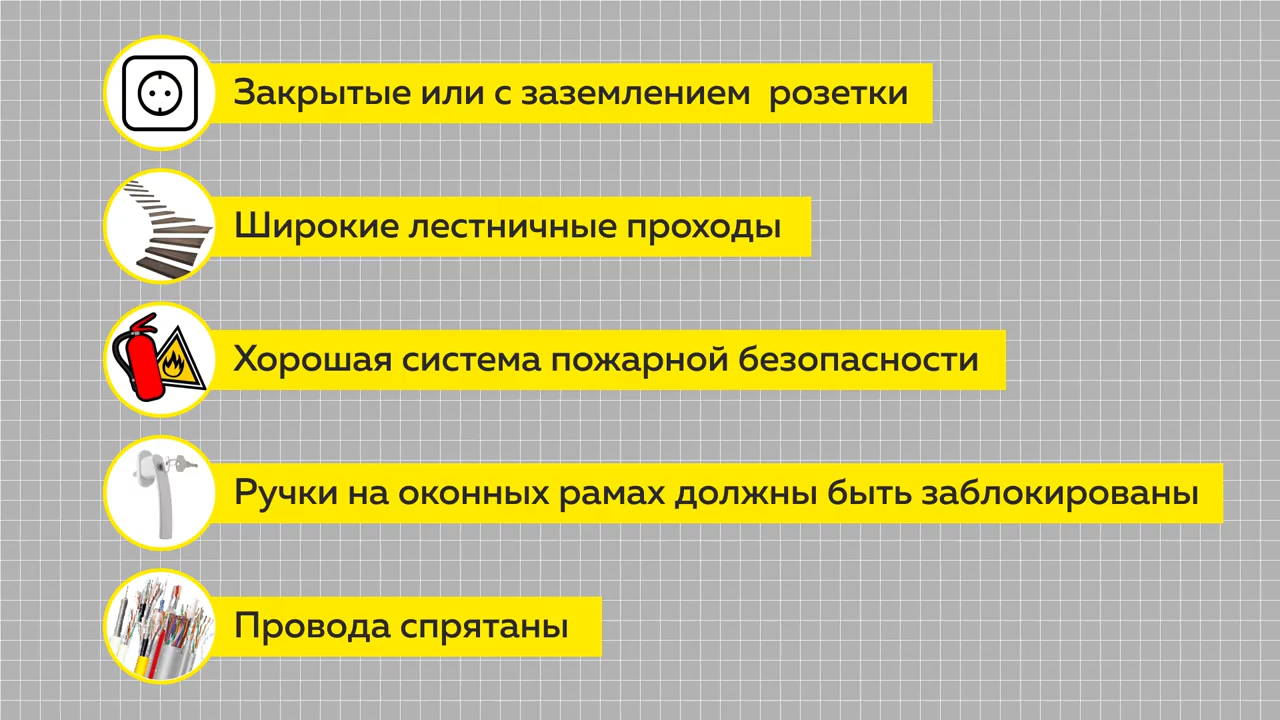 Закрытые или с заземлением  розетки
Широкие лестничные проходы
Хорошая система пожарной безопасности
Ручки на оконных рамах должны быть заблокированы
Провода спрятаны